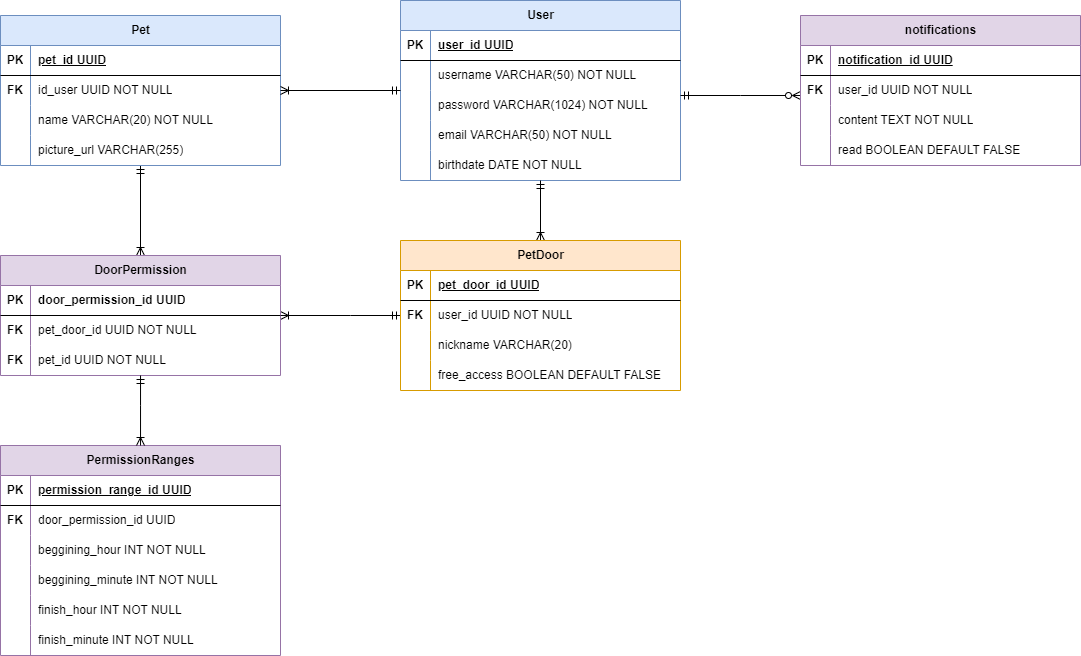 Pet
PK pet_id UUID
FK id_user UUID NOT NULL
name VARCHAR(20) NOT NULL
picture_url VARCHAR(255)
User
PK user_id UUID
username VARCHAR(50) NOT NULL
password VARCHAR(1024) NOT NULL
email VARCHAR(50) NOT NULL
birthdate DATE NOT NULL
notifications
PK notification_id UUID
FK user_id UUID NOT NULL
content TEXT NOT NULL
read BOOLEAN DEFAULT FALSE
DoorPermission
PK door_permission_id UUID
FK pet_door_id UUID NOT NULL
FK pet_id UUID NOT NULL
PetDoor
PK pet_door_id UUID
FK user_id UUID NOT NULL
nickname VARCHAR(20)
free_access BOOLEAN DEFAULT FALSE
PermissionRanges
PK permission_range_id UUID
FK door_permission_id UUID
beggining_hour INT NOT NULL
beggining_minute INT NOT NULL
finish_hour INT NOT NULL
finish_minute INT NOT NULL